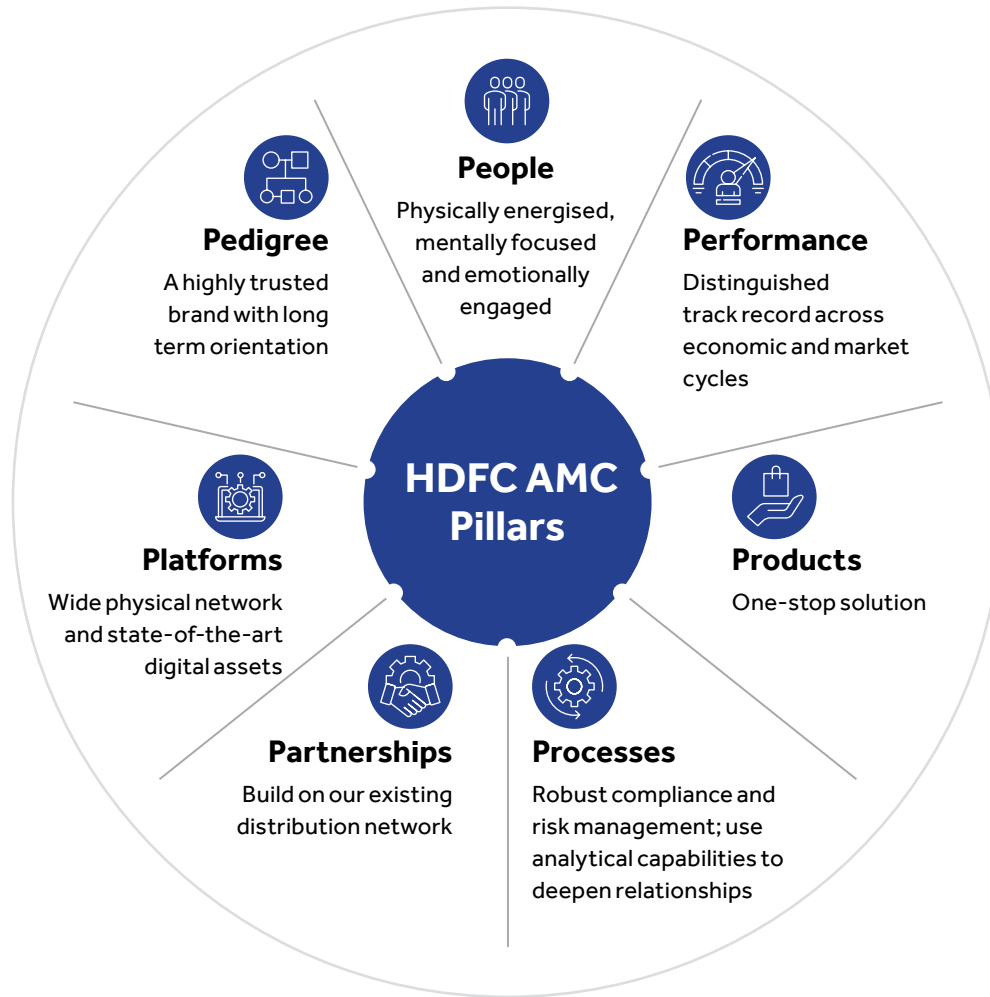 People
Physically energised,
mentally focused
and emotionally
engaged
Performance
Distinguished
track record across
economic and market
cycles
Products
One-stop solution
Processes
Robust compliance and
risk management; use
analytical capabilities to
deepen relationships
Partnerships
Build on our existing
distribution network
Platforms
Wide physical network
and state-of-the-art
digital assets
Pedigree
A highly trusted
brand with long
term orientation
HDFC AMC
Pillars